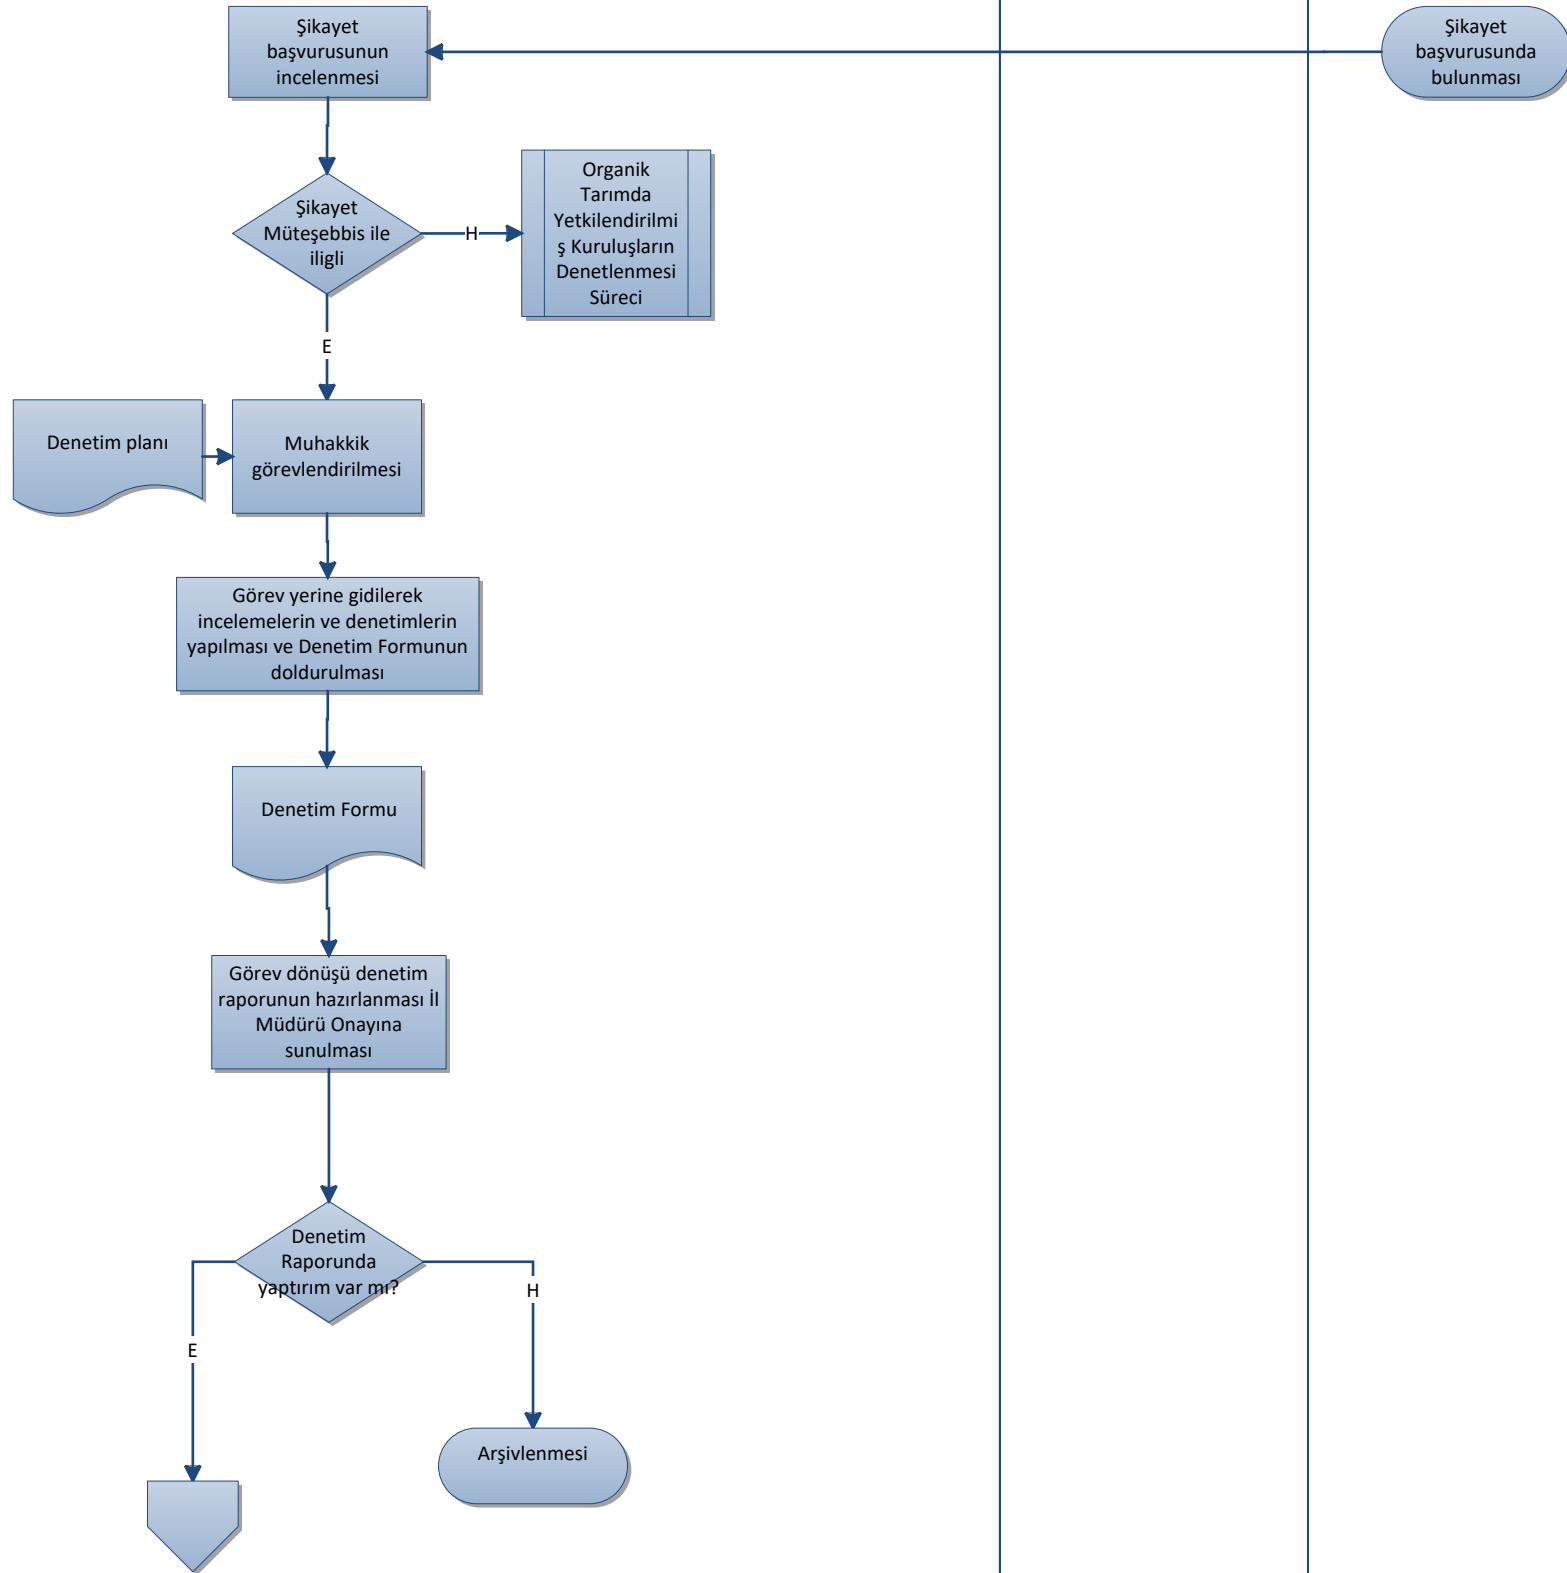 Şikayet
başvurusunun
incelenmesi
Şikayet
başvurusunda
bulunması
Şikayet
Müteşebbis ile
iligli
H
Organik
Tarımda
Yetkilendirilmi
ş Kuruluşların
Denetlenmesi
Süreci
E
Denetim planı
Muhakkik
görevlendirilmesi
Görev yerine gidilerek
incelemelerin ve denetimlerin
yapılması ve Denetim Formunun
doldurulması
Denetim Formu
Görev dönüşü denetim
raporunun hazırlanması İl
Müdürü Onayına
sunulması
Denetim
Raporunda
yaptırım var mı?
H
E
Arşivlenmesi